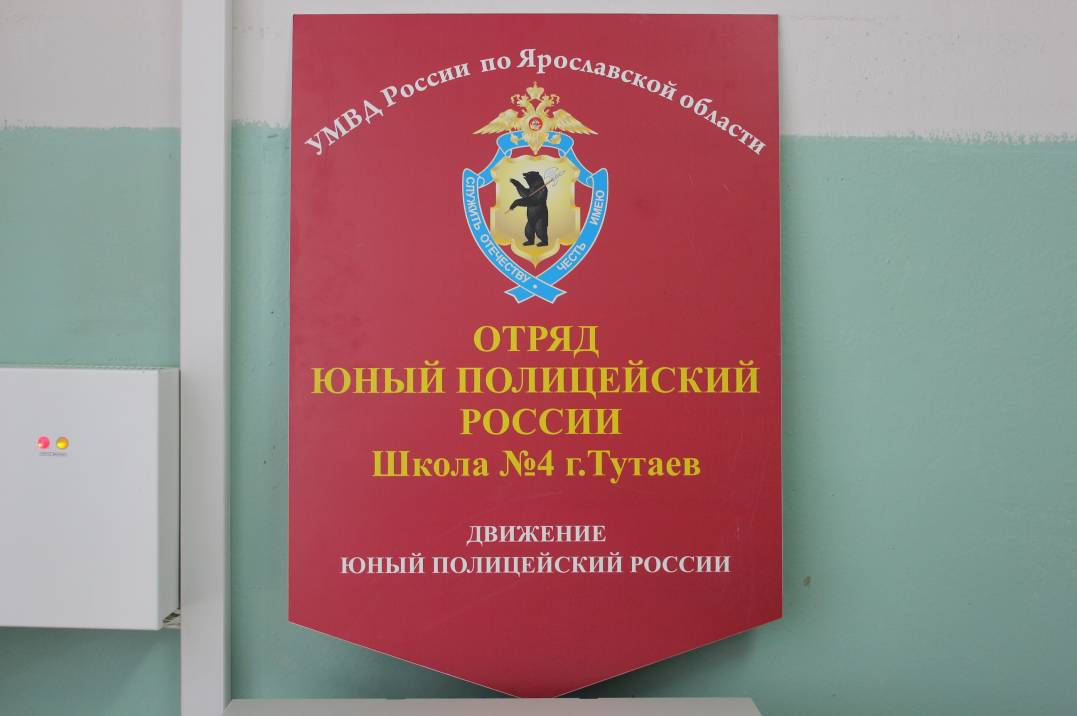 УМВД России по Ярославской области
СЛУЖИТЬ ОТЕЧЕСТВУ • ЧЕСТЬ ИМЕЮ
ОТРЯД
ЮНЫЙ ПОЛИЦЕЙСКИЙ
РОССИИ
Школа №4 г.Тутаев
ДВИЖЕНИЕ
ЮНЫЙ ПОЛИЦЕЙСКИЙ РОССИИ